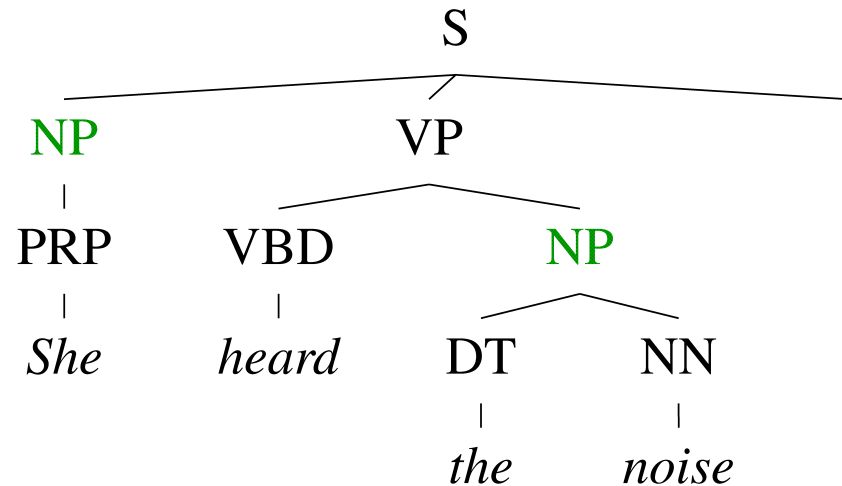 S
NP VP
PRP VBD NP
She heard DT NN
the noise